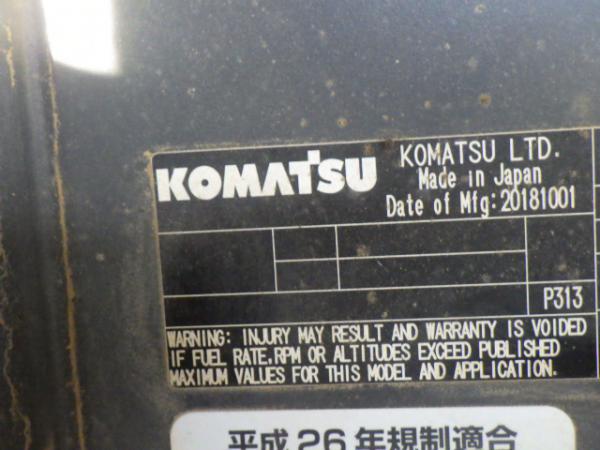 KOMATSU
KOMATSU LTD.
Made in Japan
Date of Mfg:20181001
P313
WARNING: INJURY MAY RESULT AND WARRANTY IS VOIDED
IF FUEL RATE.RPM OR ALTITUDES EXCEED PUBLISHED
MAXIMUM VALUES FOR THIS MODEL AND APPLICATION.
平成26年規制適合